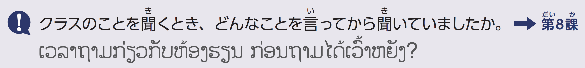 クラスのことを聞くとき、どんなことを言ってから聞いていましたか。 ➡ 第8課
ເວລາຖາມກ່ຽວກັບຫ້ອງຮຽນ ກ່ອນຖາມໄດ້ເວົ້າຫຍັງ?